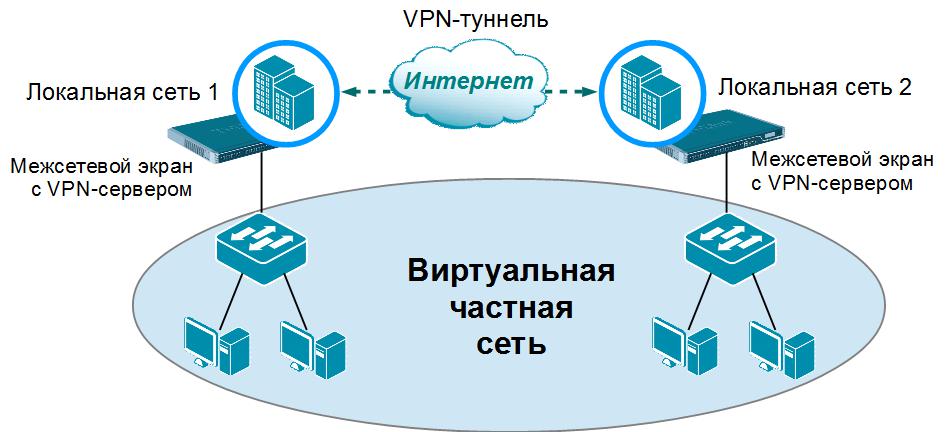 VPN-туннель
Интернет
Локальная сеть 1
Локальная сеть 2
Межсетевой экран
с VPN-сервером
Межсетевой экран
с VPN-сервером
Виртуальная
частная
сеть